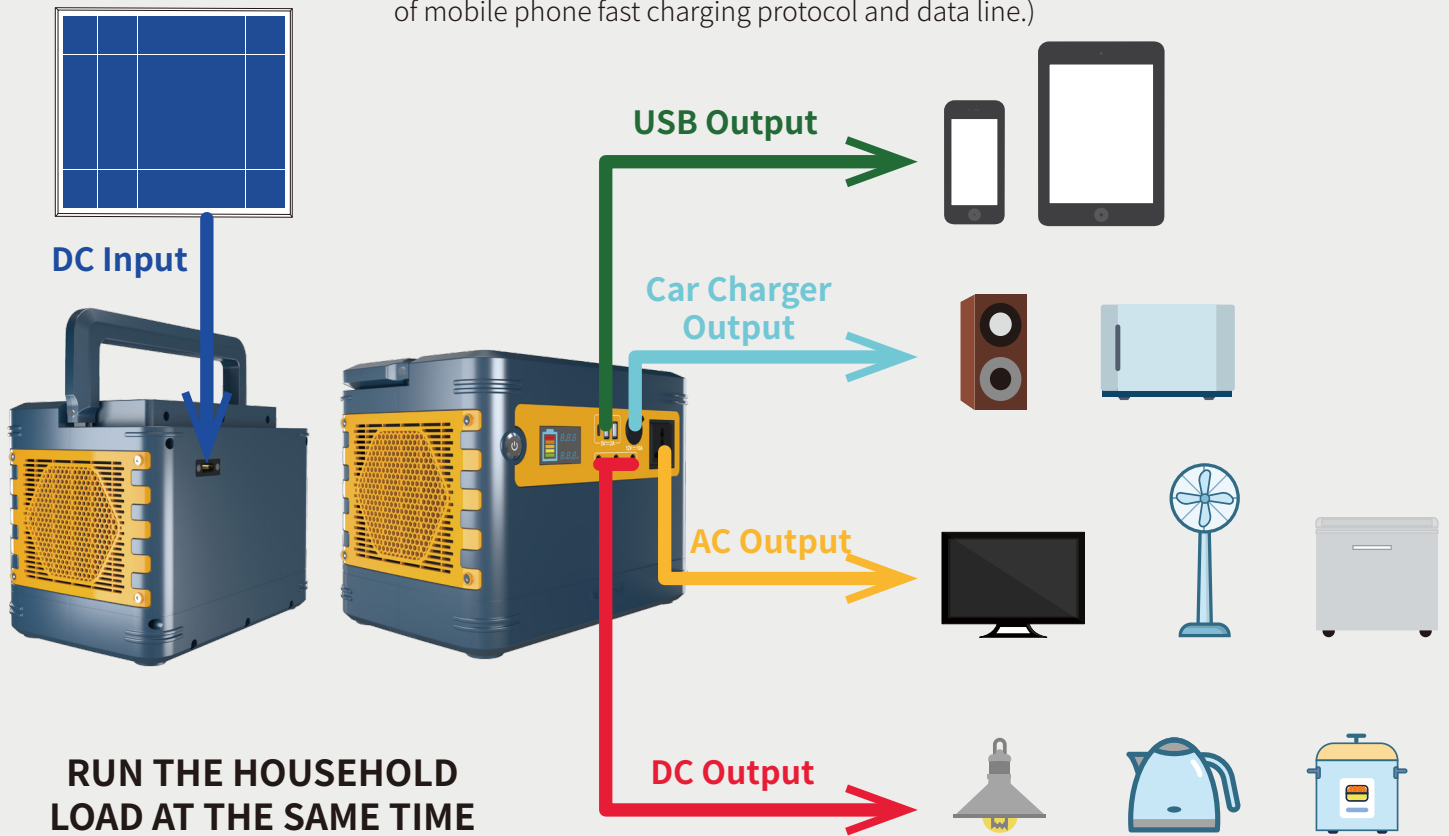 of mobile phone fast charging protocol and data line.)
USB Output
DC Input
Car Charger
Output
AC Output
DC Output
RUN THE HOUSEHOLD
LOAD AT THE SAME TIME